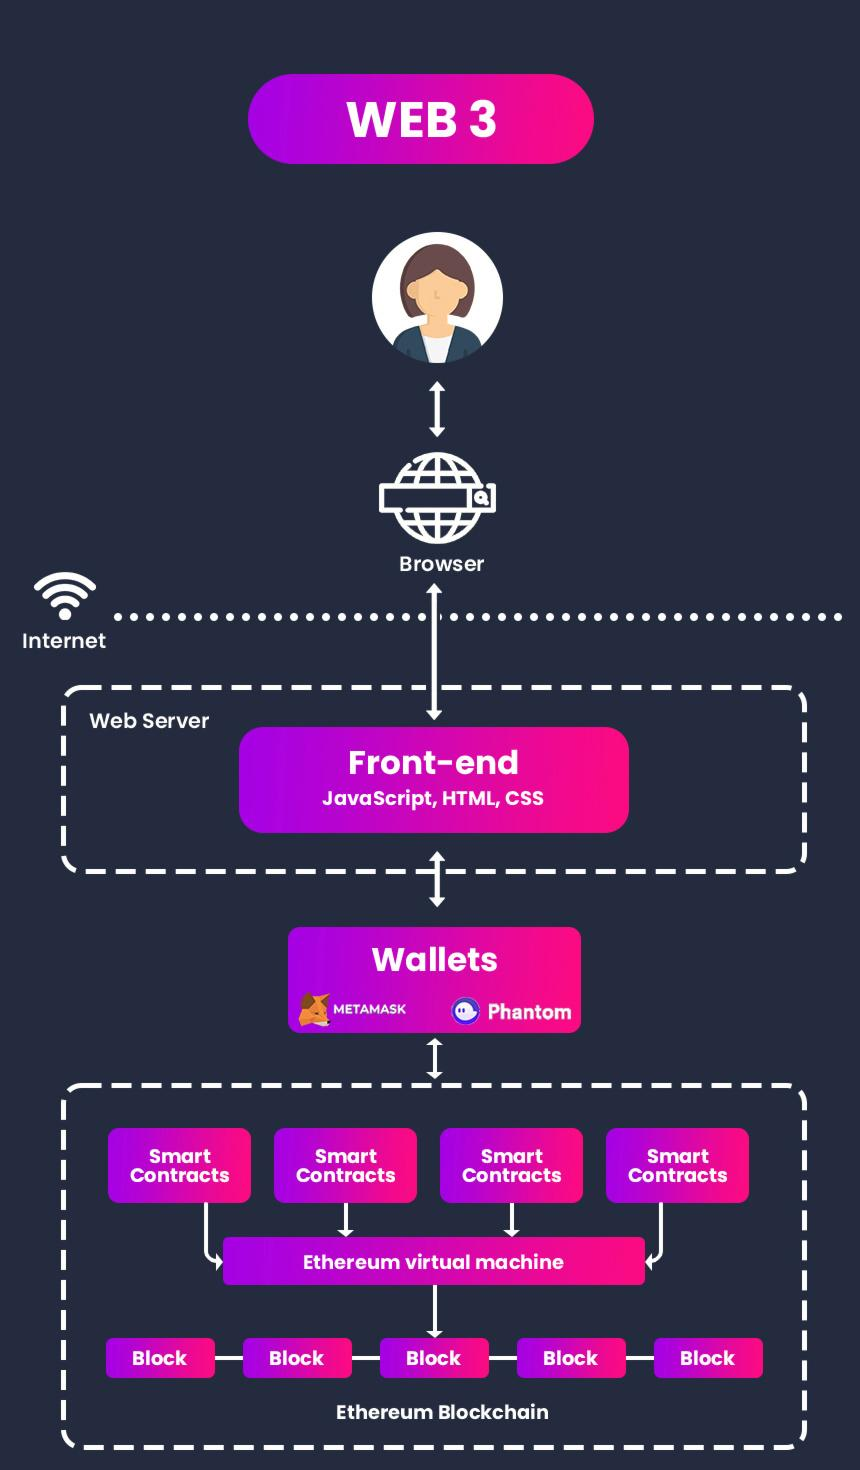 WEB 3
Browser
Internet
Web Server
Front-end
JavaScript, HTML, CSS
Wallets
METAMASK
Phantom
Smart
Contracts
Smart
Contracts
Smart
Contracts
Smart
Contracts
Ethereum virtual machine
Block
Block
Block
Block
Block
Ethereum Blockchain